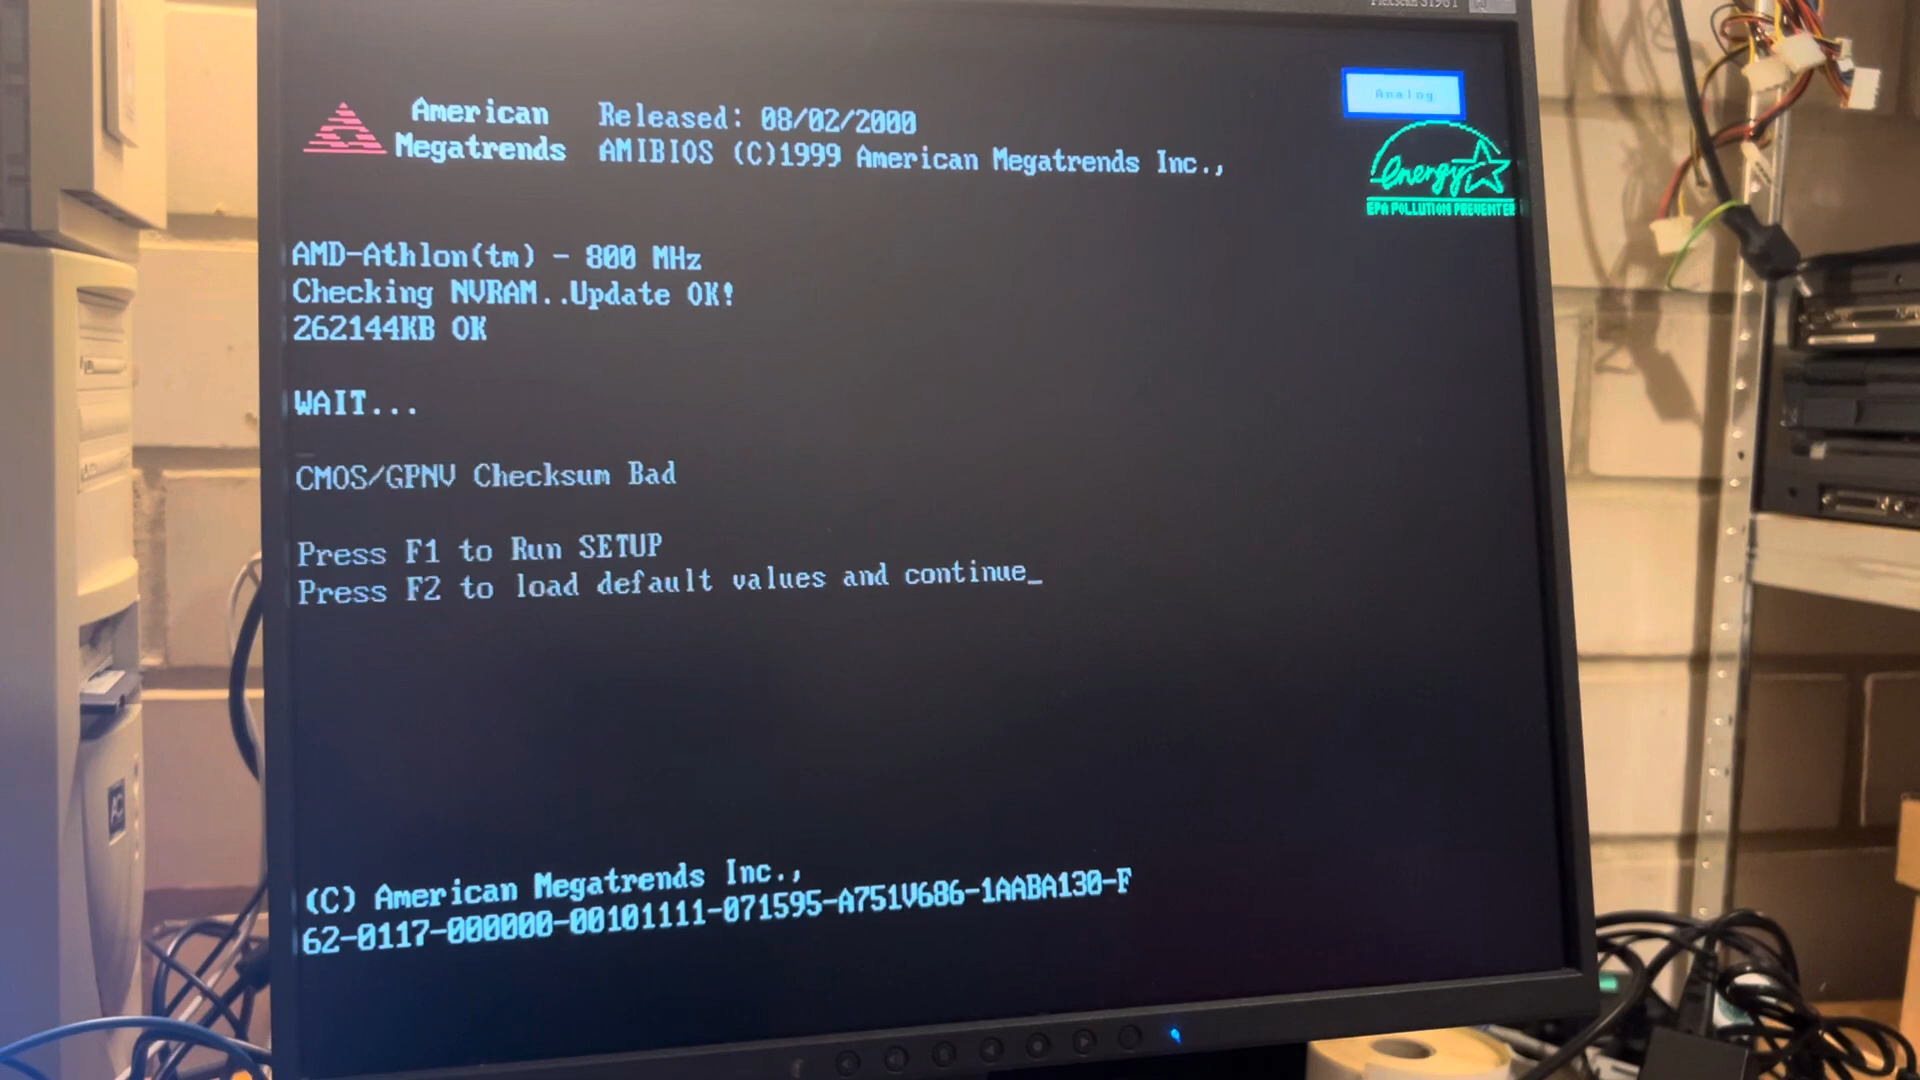 FlexScan S1961
Analog
American
Megatrends
Released: 08/02/2000
AMIBIOS (C)1999 American Megatrends Inc.,
energy
EPA POLLUTION PREVENTER
AMD-Athlon(tm) - 800 MHz
Checking NVRAM..Update OK!
262144KB OK
WAIT...
CMOS/GPNV Checksum Bad
Press F1 to Run SETUP
Press F2 to load default values and continue_
(C) American Megatrends Inc.,
62-0117-000000-00101111-071595-A751V686-1AABA130-F